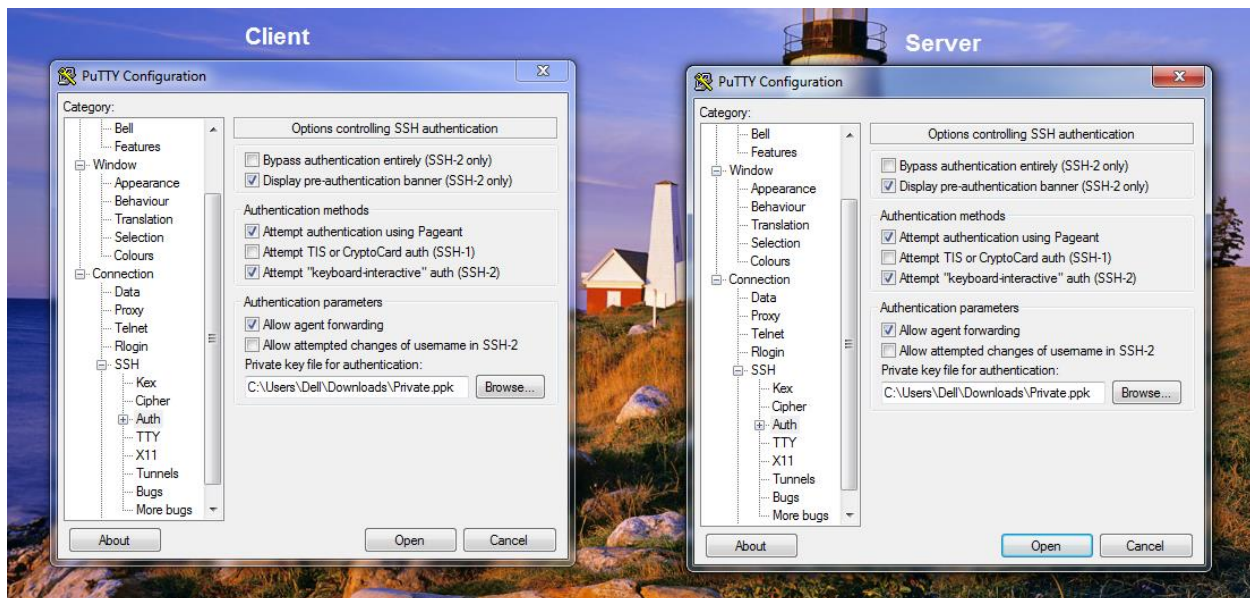 Client
PuTTY Configuration
Category:
Bell
Features
Window
Appearance
Behaviour
Translation
Selection
Colours
Connection
Data
Proxy
Telnet
Rlogin
SSH
Kex
Cipher
Auth
TTY
X11
Tunnels
Bugs
More bugs
Options controlling SSH authentication
Bypass authentication entirely (SSH-2 only)
Display pre-authentication banner (SSH-2 only)
Authentication methods
Attempt authentication using Pageant
Attempt TIS or CryptoCard auth (SSH-1)
Attempt "keyboard-interactive" auth (SSH-2)
Authentication parameters
Allow agent forwarding
Allow attempted changes of username in SSH-2
Private key file for authentication:
C:\Users\Dell\Downloads\Private.ppk Browse...
About Open Cancel
Server
PuTTY Configuration
Category:
Bell
Features
Window
Appearance
Behaviour
Translation
Selection
Colours
Connection
Data
Proxy
Telnet
Rlogin
SSH
Kex
Cipher
Auth
TTY
X11
Tunnels
Bugs
More bugs
Options controlling SSH authentication
Bypass authentication entirely (SSH-2 only)
Display pre-authentication banner (SSH-2 only)
Authentication methods
Attempt authentication using Pageant
Attempt TIS or CryptoCard auth (SSH-1)
Attempt "keyboard-interactive" auth (SSH-2)
Authentication parameters
Allow agent forwarding
Allow attempted changes of username in SSH-2
Private key file for authentication:
C:\Users\Dell\Downloads\Private.ppk Browse...
About Open Cancel